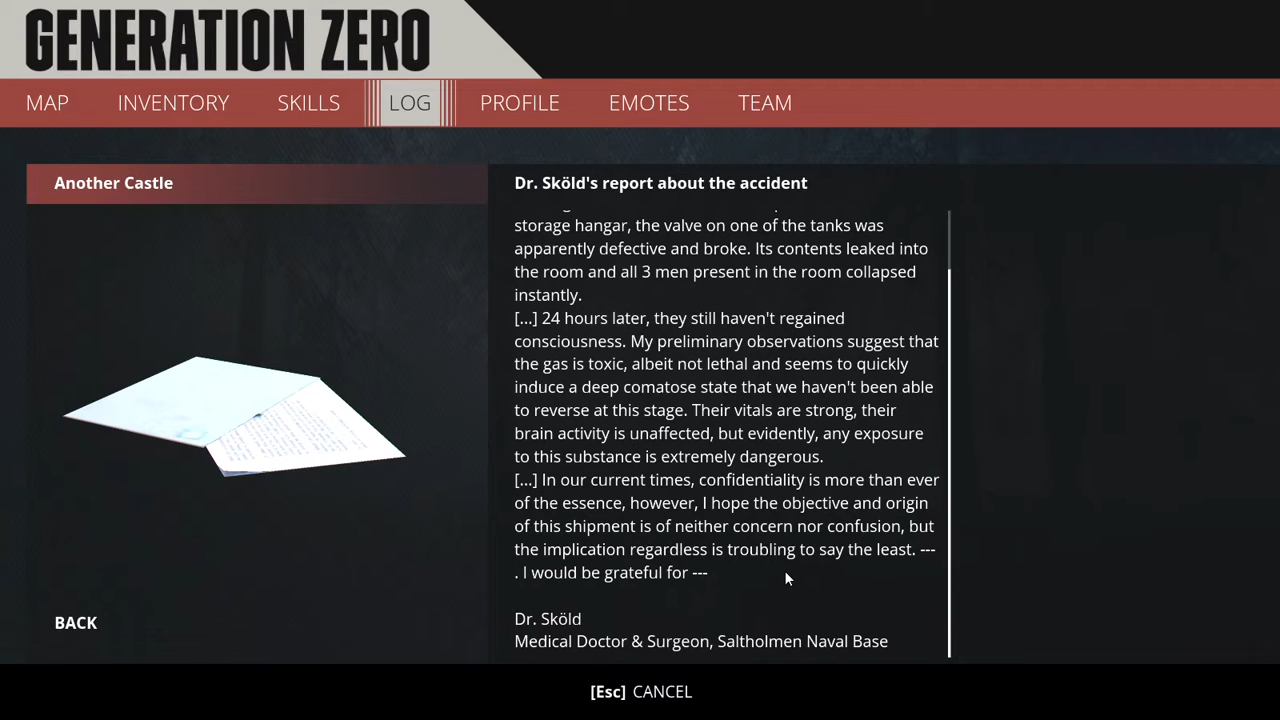 GENERATION ZERO
MAP INVENTORY SKILLS LOG PROFILE EMOTES TEAM
Another Castle
Dr. Sköld's report about the accident
storage hangar, the valve on one of the tanks was
apparently defective and broke. Its contents leaked into
the room and all 3 men present in the room collapsed
instantly.
[...] 24 hours later, they still haven't regained
consciousness. My preliminary observations suggest that
the gas is toxic, albeit not lethal and seems to quickly
induce a deep comatose state that we haven't been able
to reverse at this stage. Their vitals are strong, their
brain activity is unaffected, but evidently, any exposure
to this substance is extremely dangerous.
[...] In our current times, confidentiality is more than ever
of the essence, however, I hope the objective and origin
of this shipment is of neither concern nor confusion, but
the implication regardless is troubling to say the least. ---
. I would be grateful for ---
Dr. Sköld
Medical Doctor & Surgeon, Saltholmen Naval Base
BACK
[Esc] CANCEL